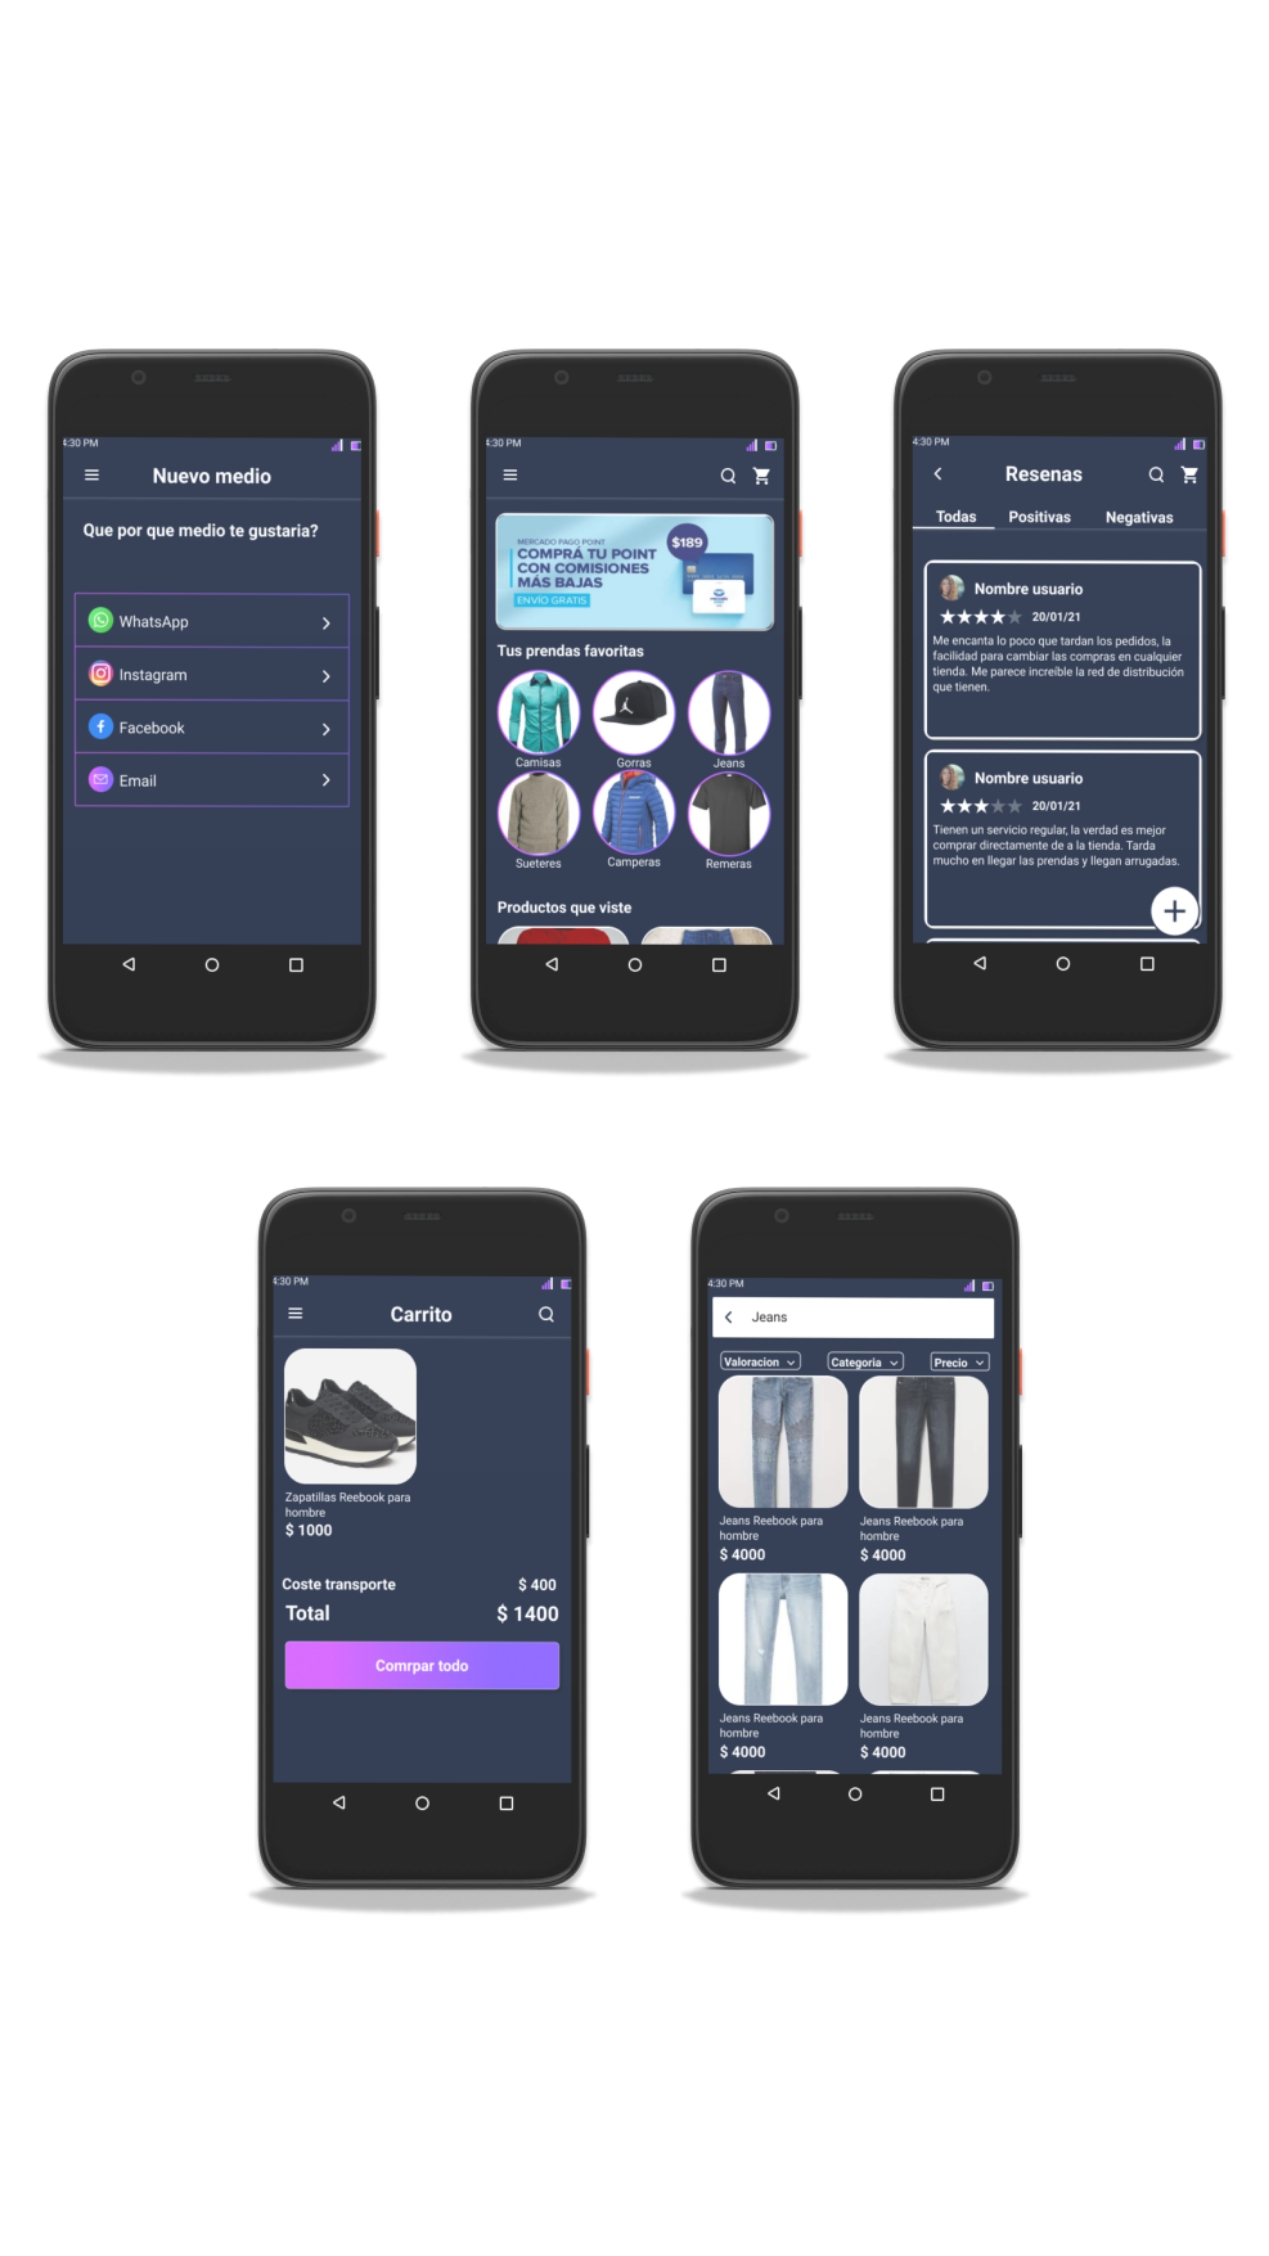 4:30 PM
Nuevo medio
Que por que medio te gustaria?
WhatsApp
Instagram
Facebook
Email
4:30 PM
MERCADO PAGO POINT
COMPRÁ TU POINT
CON COMISIONES
MÁS BAJAS
ENVÍO GRATIS
$189
Tus prendas favoritas
Camisas Gorras Jeans
Sueteres Camperas Remeras
Productos que viste
4:30 PM
Resenas
Todas Positivas Negativas
Nombre usuario
20/01/21
Me encanta lo poco que tardan los pedidos, la
facilidad para cambiar las compras en cualquier
tienda. Me parece increíble la red de distribución
que tienen.
Nombre usuario
20/01/21
Tienen un servicio regular, la verdad es mejor
comprar directamente de a la tienda. Tarda
mucho en llegar las prendas y llegan arrugadas.
4:30 PM
Carrito
Zapatillas Reebook para
hombre
$ 1000
Coste transporte $ 400
Total $ 1400
Comrpar todo
4:30 PM
Jeans
Valoracion Categoria Precio
Jeans Reebook para
hombre
$ 4000
Jeans Reebook para
hombre
$ 4000
Jeans Reebook para
hombre
$ 4000
Jeans Reebook para
hombre
$ 4000